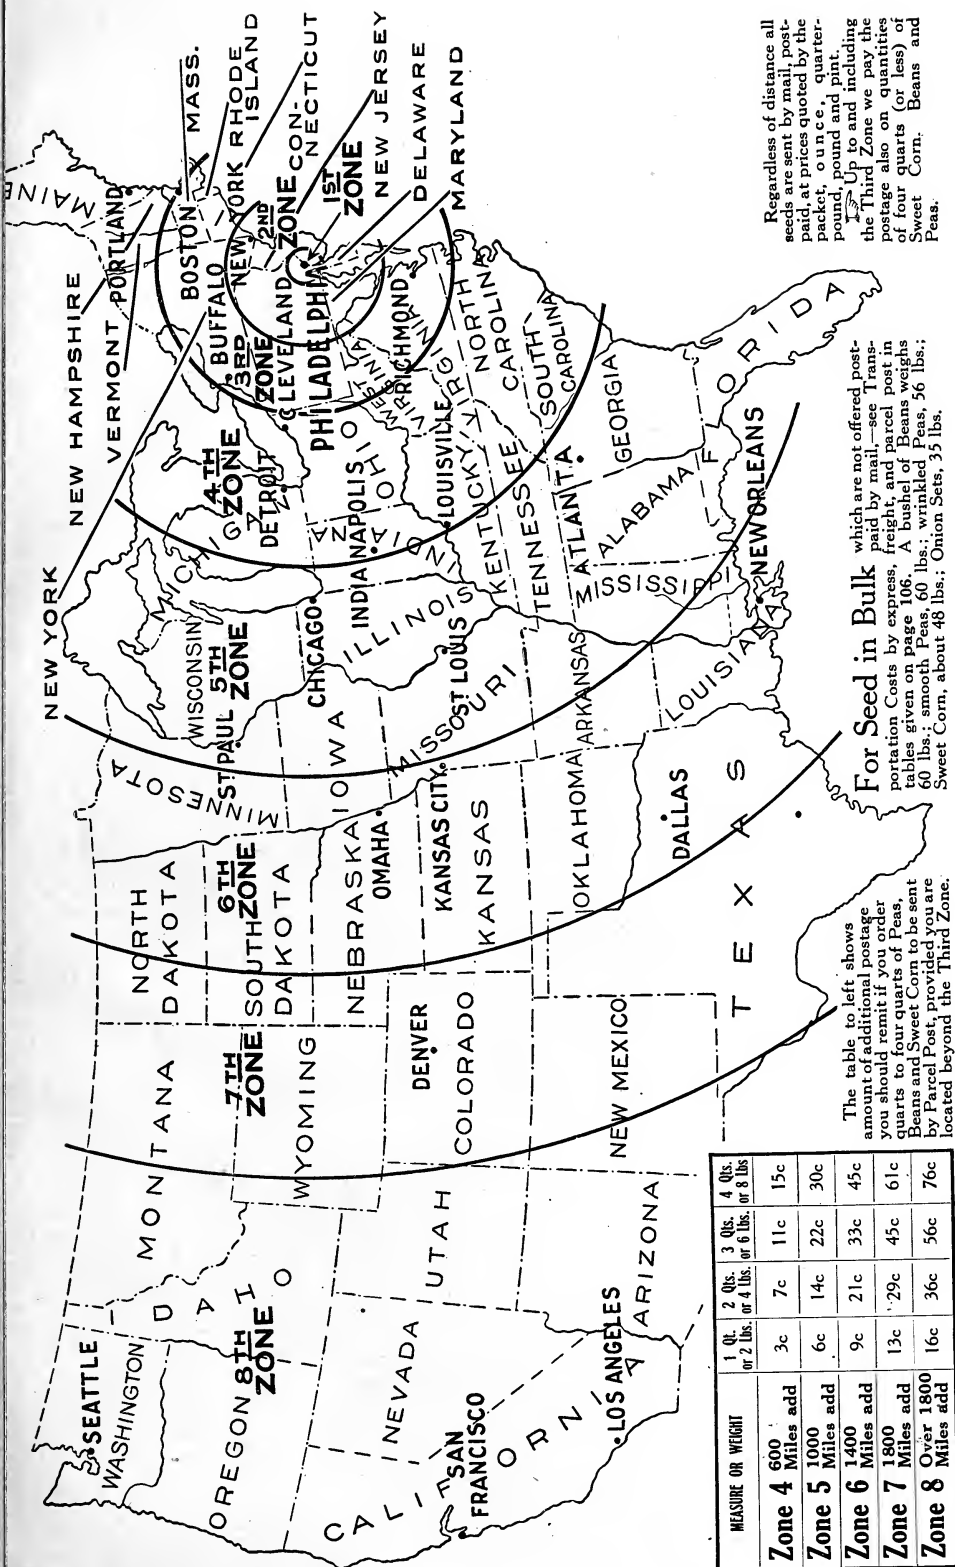 NEW YORK
NEW HAMPSHIRE
VERMONT
MAINE
PORTLAND
BOSTON
MASS.
RHODE
ISLAND
CON-
NECTICUT
NEW JERSEY
DELAWARE
MARYLAND
BUFFALO
NEW YORK
1ST
ZONE
2ND
ZONE
3RD
ZONE
4TH
ZONE
5TH
ZONE
6TH
ZONE
7TH
ZONE
8TH
ZONE
CLEVELAND
PHILADELPHIA
DETROIT
MICHIGAN
OHIO
WEST
VIRGINIA
VIRGINIA
RICHMOND
NORTH
CAROLINA
SOUTH
CAROLINA
GEORGIA
FLORIDA
INDIANAPOLIS
INDIANA
LOUISVILLE
KENTUCKY
TENNESSEE
ATLANTA
ALABAMA
MISSISSIPPI
NEW ORLEANS
LOUISIANA
WISCONSIN
CHICAGO
ILLINOIS
ST LOUIS
MISSOURI
ARKANSAS
ST PAUL
MINNESOTA
IOWA
OMAHA
KANSAS CITY
KANSAS
OKLAHOMA
DALLAS
TEXAS
NORTH
DAKOTA
SOUTH
DAKOTA
NEBRASKA
MONTANA
WYOMING
DENVER
COLORADO
NEW MEXICO
IDAHO
UTAH
ARIZONA
SEATTLE
WASHINGTON
OREGON
NEVADA
SAN
FRANCISCO
CALIFORNIA
LOS ANGELES
MEASURE OR WEIGHT 1 Qt. or 2 Lbs. 2 Qts. or 4 Lbs. 3 Qts. or 6 Lbs. 4 Qts. or 8 Lbs
Zone 4 600 Miles add 3c 7c 11c 15c
Zone 5 1000 Miles add 6c 14c 22c 30c
Zone 6 1400 Miles add 9c 21c 33c 45c
Zone 7 1800 Miles add 13c 29c 45c 61c
Zone 8 Over 1800 Miles add 16c 36c 56c 76c
The table to left shows
amount of additional postage
you should remit if you order
quarts to four quarts of Peas,
Beans and Sweet Corn to be sent
by Parcel Post, provided you are
located beyond the Third Zone.
For Seed in Bulk which are not offered post-
paid by mail,—see Trans-
portation Costs by express, freight, and parcel post in
tables given on page 106. A bushel of Beans weighs
60 lbs.; smooth Peas, 60 lbs.; wrinkled Peas, 56 lbs.;
Sweet Corn, about 48 lbs.; Onion Sets, 35 lbs.
Regardless of distance all
seeds are sent by mail, post-
paid, at prices quoted by the
packet, ounce, quarter-
pound, pound and pint.
☞ Up to and including
the Third Zone we pay the
postage also on quantities
of four quarts (or less) of
Sweet Corn, Beans and
Peas.